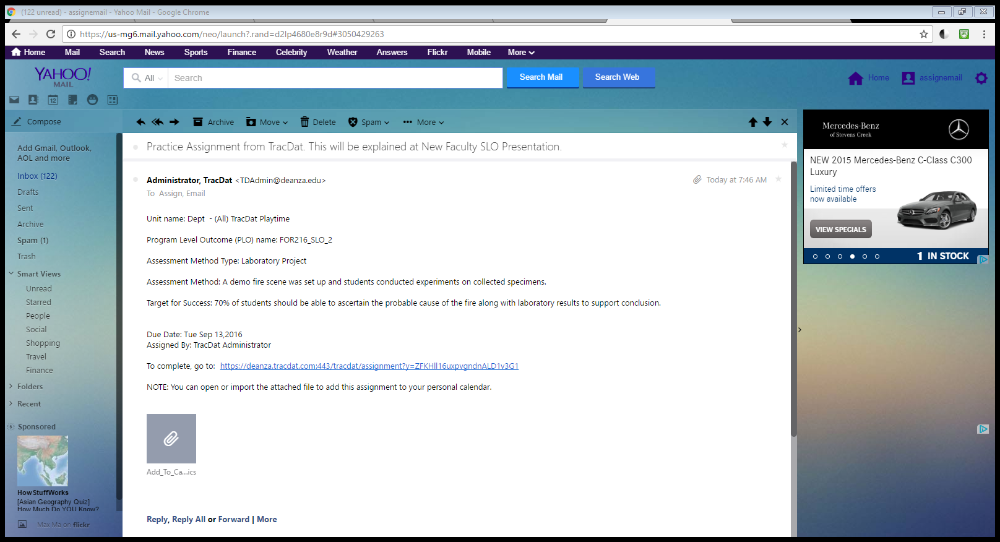 (122 unread) - assignemail - Yahoo Mail - Google Chrome
https://us-mg6.mail.yahoo.com/neo/launch?.rand=d2lp4680e8r9d#3050429263
Home Mail Search News Sports Finance Celebrity Weather Answers Flickr Mobile More
YAHOO!
MAIL
All Search Search Mail Search Web Home assignemail
12
Compose
Archive Move Delete Spam More
Practice Assignment from TracDat. This will be explained at New Faculty SLO Presentation.
Add Gmail, Outlook,
AOL and more
Inbox (122)
Drafts
Sent
Archive
Spam (1)
Trash
Smart Views
Unread
Starred
People
Social
Shopping
Travel
Finance
Folders
Recent
Sponsored
HowStuffWorks
[Asian Geography Quiz]
How Much Do YOU Know?
Max Ma on flickr
Administrator, TracDat <TDAdmin@deanza.edu>
Today at 7:46 AM
To Assign, Email
Unit name: Dept - (All) TracDat Playtime
Program Level Outcome (PLO) name: FOR216_SLO_2
Assessment Method Type: Laboratory Project
Assessment Method: A demo fire scene was set up and students conducted experiments on collected specimens.
Target for Success: 70% of students should be able to ascertain the probable cause of the fire along with laboratory results to support conclusion.
Due Date: Tue Sep 13,2016
Assigned By: TracDat Administrator
To complete, go to: https://deanza.tracdat.com:443/tracdat/assignment?y=ZFKHll16uxpvgndnALD1v3G1
NOTE: You can open or import the attached file to add this assignment to your personal calendar.
Add_To_Ca....ics
Reply, Reply All or Forward | More
Mercedes-Benz
of Stevens Creek
NEW 2015 Mercedes-Benz C-Class C300
Luxury
Limited time offers
now available
VIEW SPECIALS
1 IN STOCK